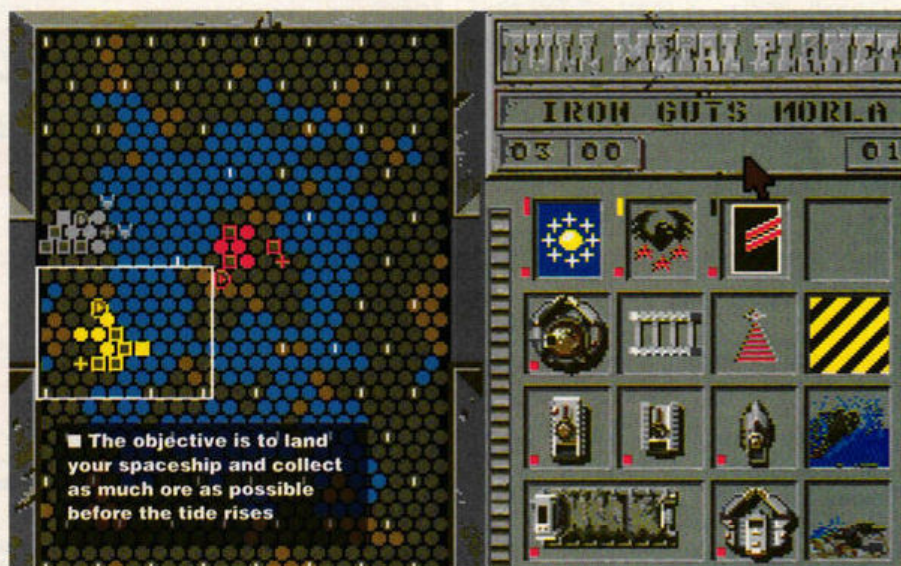 FULL METAL PLANET
IRON GUTS MORLA
03 00 01
■ The objective is to land
your spaceship and collect
as much ore as possible
before the tide rises